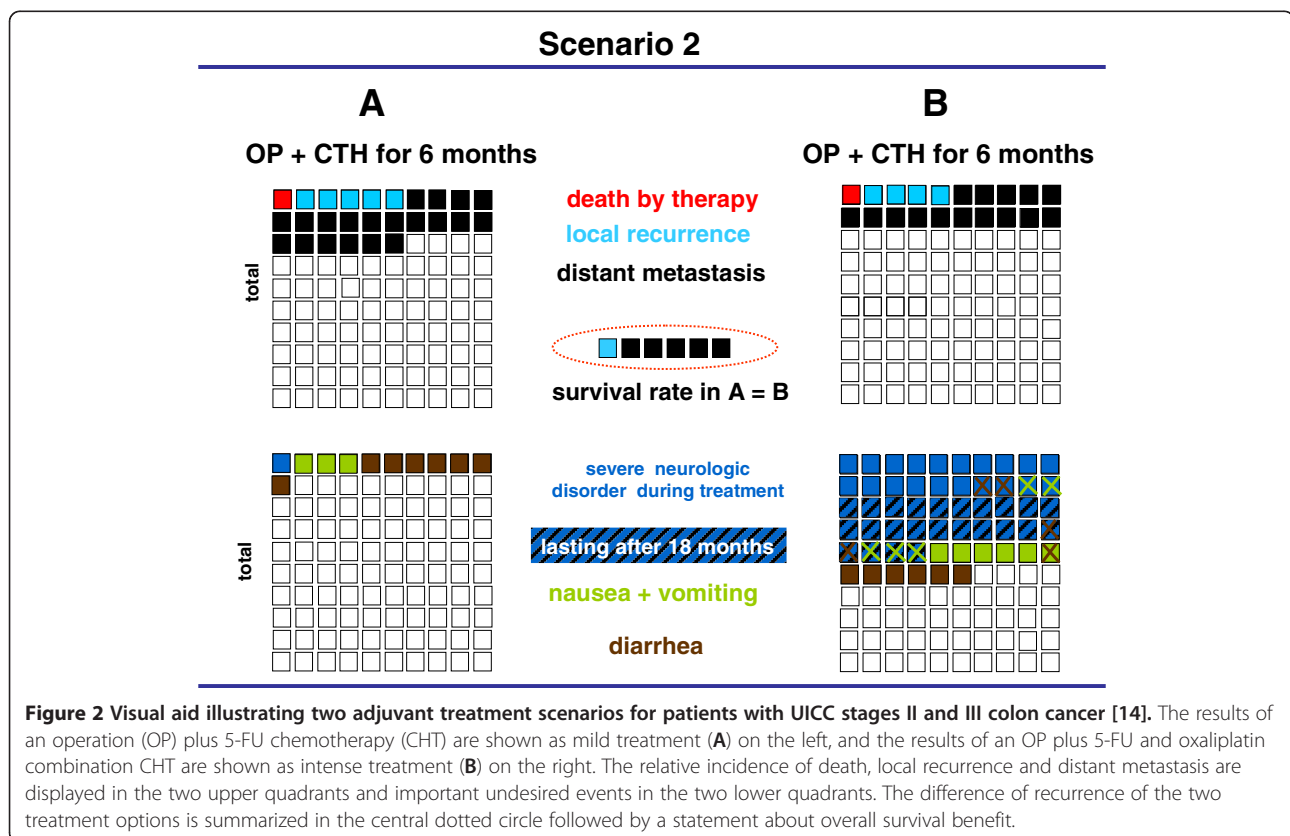 Scenario 2
A
B
OP + CTH for 6 months
OP + CTH for 6 months
total
death by therapy
local recurrence
distant metastasis
survival rate in A = B
total
severe neurologic
disorder during treatment
lasting after 18 months
nausea + vomiting
diarrhea
Figure 2 Visual aid illustrating two adjuvant treatment scenarios for patients with UICC stages II and III colon cancer [14]. The results of
an operation (OP) plus 5-FU chemotherapy (CHT) are shown as mild treatment (A) on the left, and the results of an OP plus 5-FU and oxaliplatin
combination CHT are shown as intense treatment (B) on the right. The relative incidence of death, local recurrence and distant metastasis are
displayed in the two upper quadrants and important undesired events in the two lower quadrants. The difference of recurrence of the two
treatment options is summarized in the central dotted circle followed by a statement about overall survival benefit.